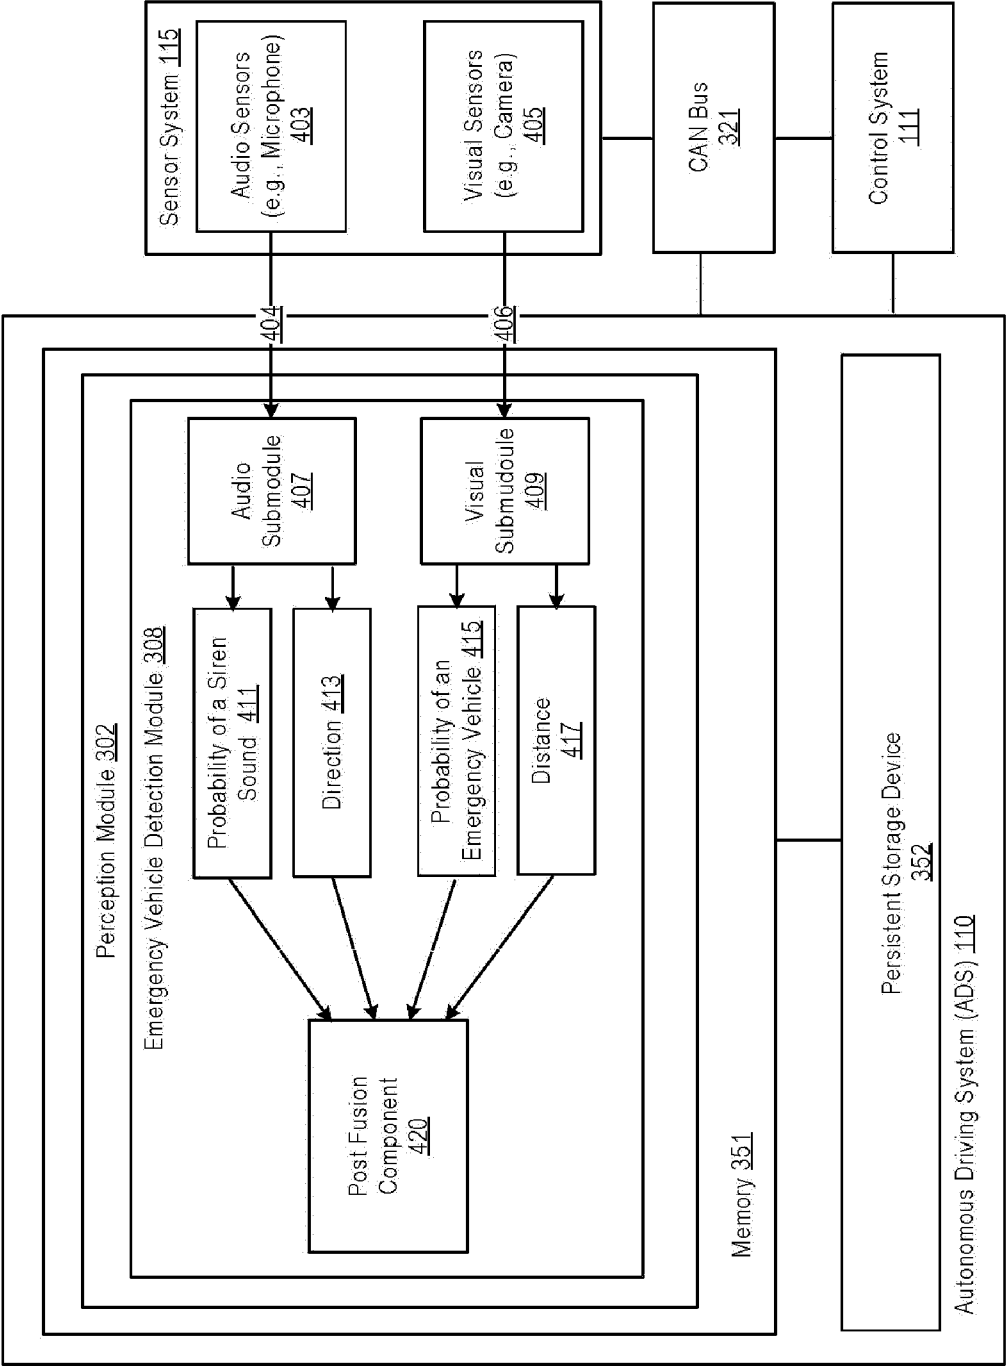 Sensor System 115
Audio Sensors
(e.g., Microphone)
403
Visual Sensors
(e.g., Camera)
405
CAN Bus
321
Control System
111
404
406
Audio
Submodule
407
Visual
Submudoule
409
Probability of a Siren
Sound 411
Direction 413
Probability of an
Emergency Vehicle 415
Distance
417
Post Fusion
Component
420
Emergency Vehicle Detection Module 308
Perception Module 302
Memory 351
Persistent Storage Device
352
Autonomous Driving System (ADS) 110